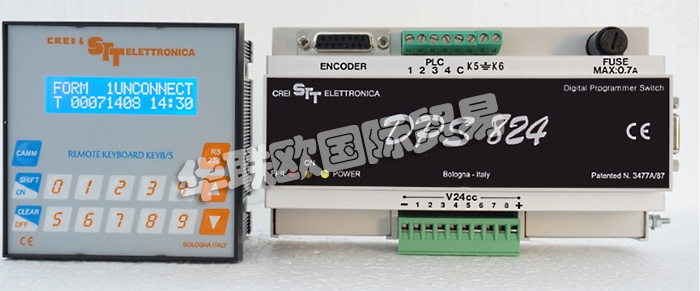 CREI & STT ELETTRONICA
FORM 1UNCONNECT
T 00071408 14:30
CAMM
REMOTE KEYBOARD KEYB/5
RS
SHIFT
ON
0 1 2 3 4
CLEAR
OFF
5 6 7 8 9
CE
BOLOGNA ITALY
ENCODER
PLC
1 2 3 4 C K5 K6
FUSE
MAX:0.7A
CREI STT ELETTRONICA
Digital Programmer Switch
DPS 824
CE
ON
POWER
Bologna - Italy
Patented N. 3477A/87
V24cc
- 1 2 3 4 5 6 7 8 +
华联欧国际贸易